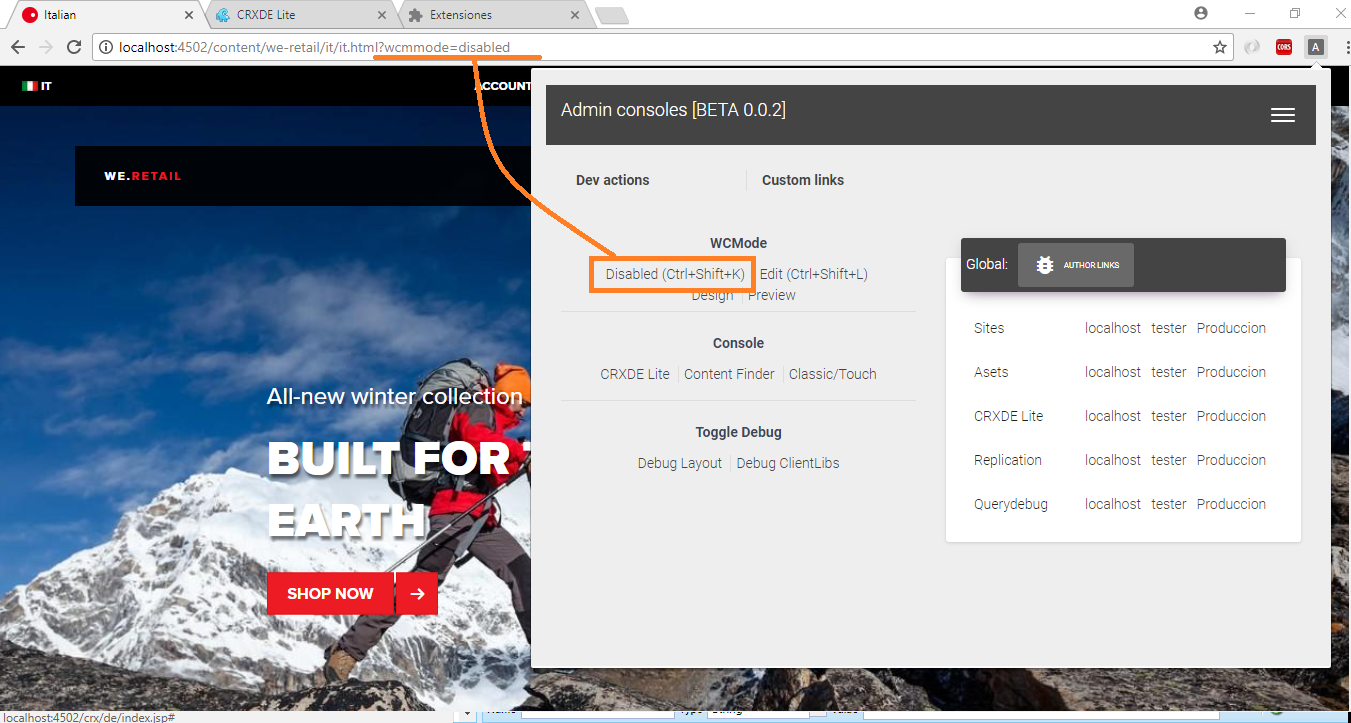 Italian
CRXDE Lite
Extensiones
localhost:4502/content/we-retail/it/it.html?wcmmode=disabled
CORS
A
IT
ACCOUNT
Admin consoles [BETA 0.0.2]
WE.RETAIL
Dev actions
Custom links
WCMode
Disabled (Ctrl+Shift+K)
Edit (Ctrl+Shift+L)
Design
Preview
Global:
AUTHOR LINKS
Console
CRXDE Lite
Content Finder
Classic/Touch
Toggle Debug
Debug Layout
Debug ClientLibs
Sites localhost tester Produccion
Asets localhost tester Produccion
CRXDE Lite localhost tester Produccion
Replication localhost tester Produccion
Querydebug localhost tester Produccion
All-new winter collection
BUILT FOR
EARTH
SHOP NOW
localhost:4502/crx/de/index.jsp#